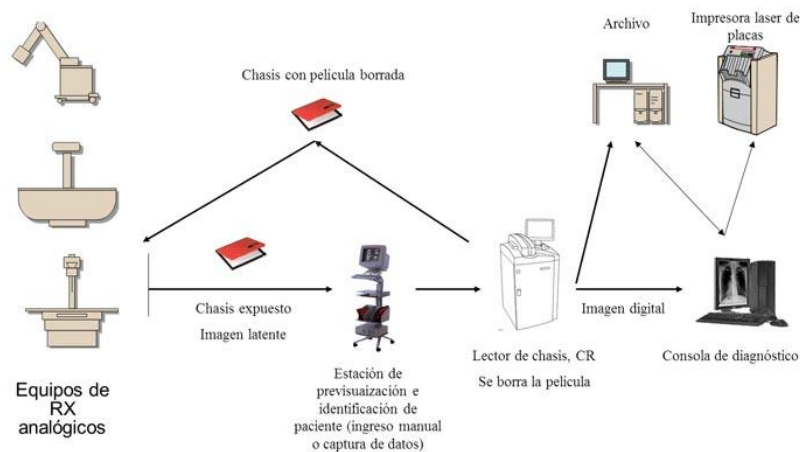 Archivo
Impresora laser de
placas
Chasis con película borrada
Chasis expuesto
Imagen latente
Imagen digital
Lector de chasis, CR
Se borra la pelicula
Consola de diagnóstico
Estación de
previsuaización e
identificación de
paciente (ingreso manual
o captura de datos)
Equipos de
RX
analógicos